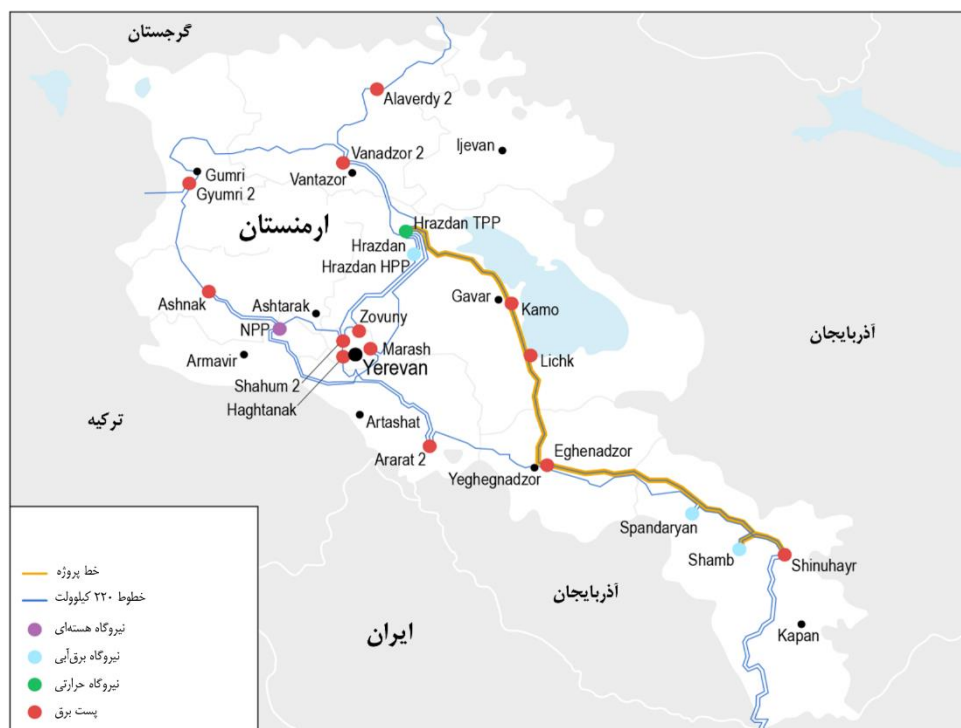 گرجستان
Alaverdy 2
Ijevan
Vanadzor 2
Vantazor
Gumri
Gyumri 2
ارمنستان
Hrazdan TPP
Hrazdan
Hrazdan HPP
Gavar
Kamo
Ashnak
Ashtarak
Zovuny
NPP
Marash
آذربایجان
Armavir
Yerevan
Lichk
Shahum 2
Haghtanak
ترکیه
Artashat
Ararat 2
Eghenadzor
Yeghegnadzor
Spandaryan
Shamb
Shinuhayr
آذربایجان
ایران
Kapan
خط پروژه
خطوط ۲۲۰ کیلوولت
نیروگاه هسته‌ای
نیروگاه برق‌آبی
نیروگاه حرارتی
پست برق